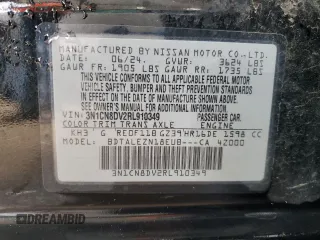 MANUFACTURED BY NISSAN MOTOR CO., LTD.
DATE: 06/24. GVWR: 3624 LBS
GAWR FR: 1905 LBS GAWR RR: 1735 LBS
THIS VEHICLE CONFORMS TO ALL APPLICABLE
FEDERAL MOTOR VEHICLE SAFETY, BUMPER,
AND THEFT PREVENTION STANDARDS
IN EFFECT ON THE DATE OF
MANUFACTURE SHOWN ABOVE.
SEE OWNER'S MANUAL FOR
ADDITIONAL INFORMATION.
VIN: 3N1CN8DV2RL910349 PASSENGER CAR.
COLOR TRIM TRANS AXLE ENGINE
KH3 G RE0F11B GZ39 HR16DE 1598 CC
MODEL: BDTALEZN18EUB---CA 4Z000
3N1CN8DV2RL910349